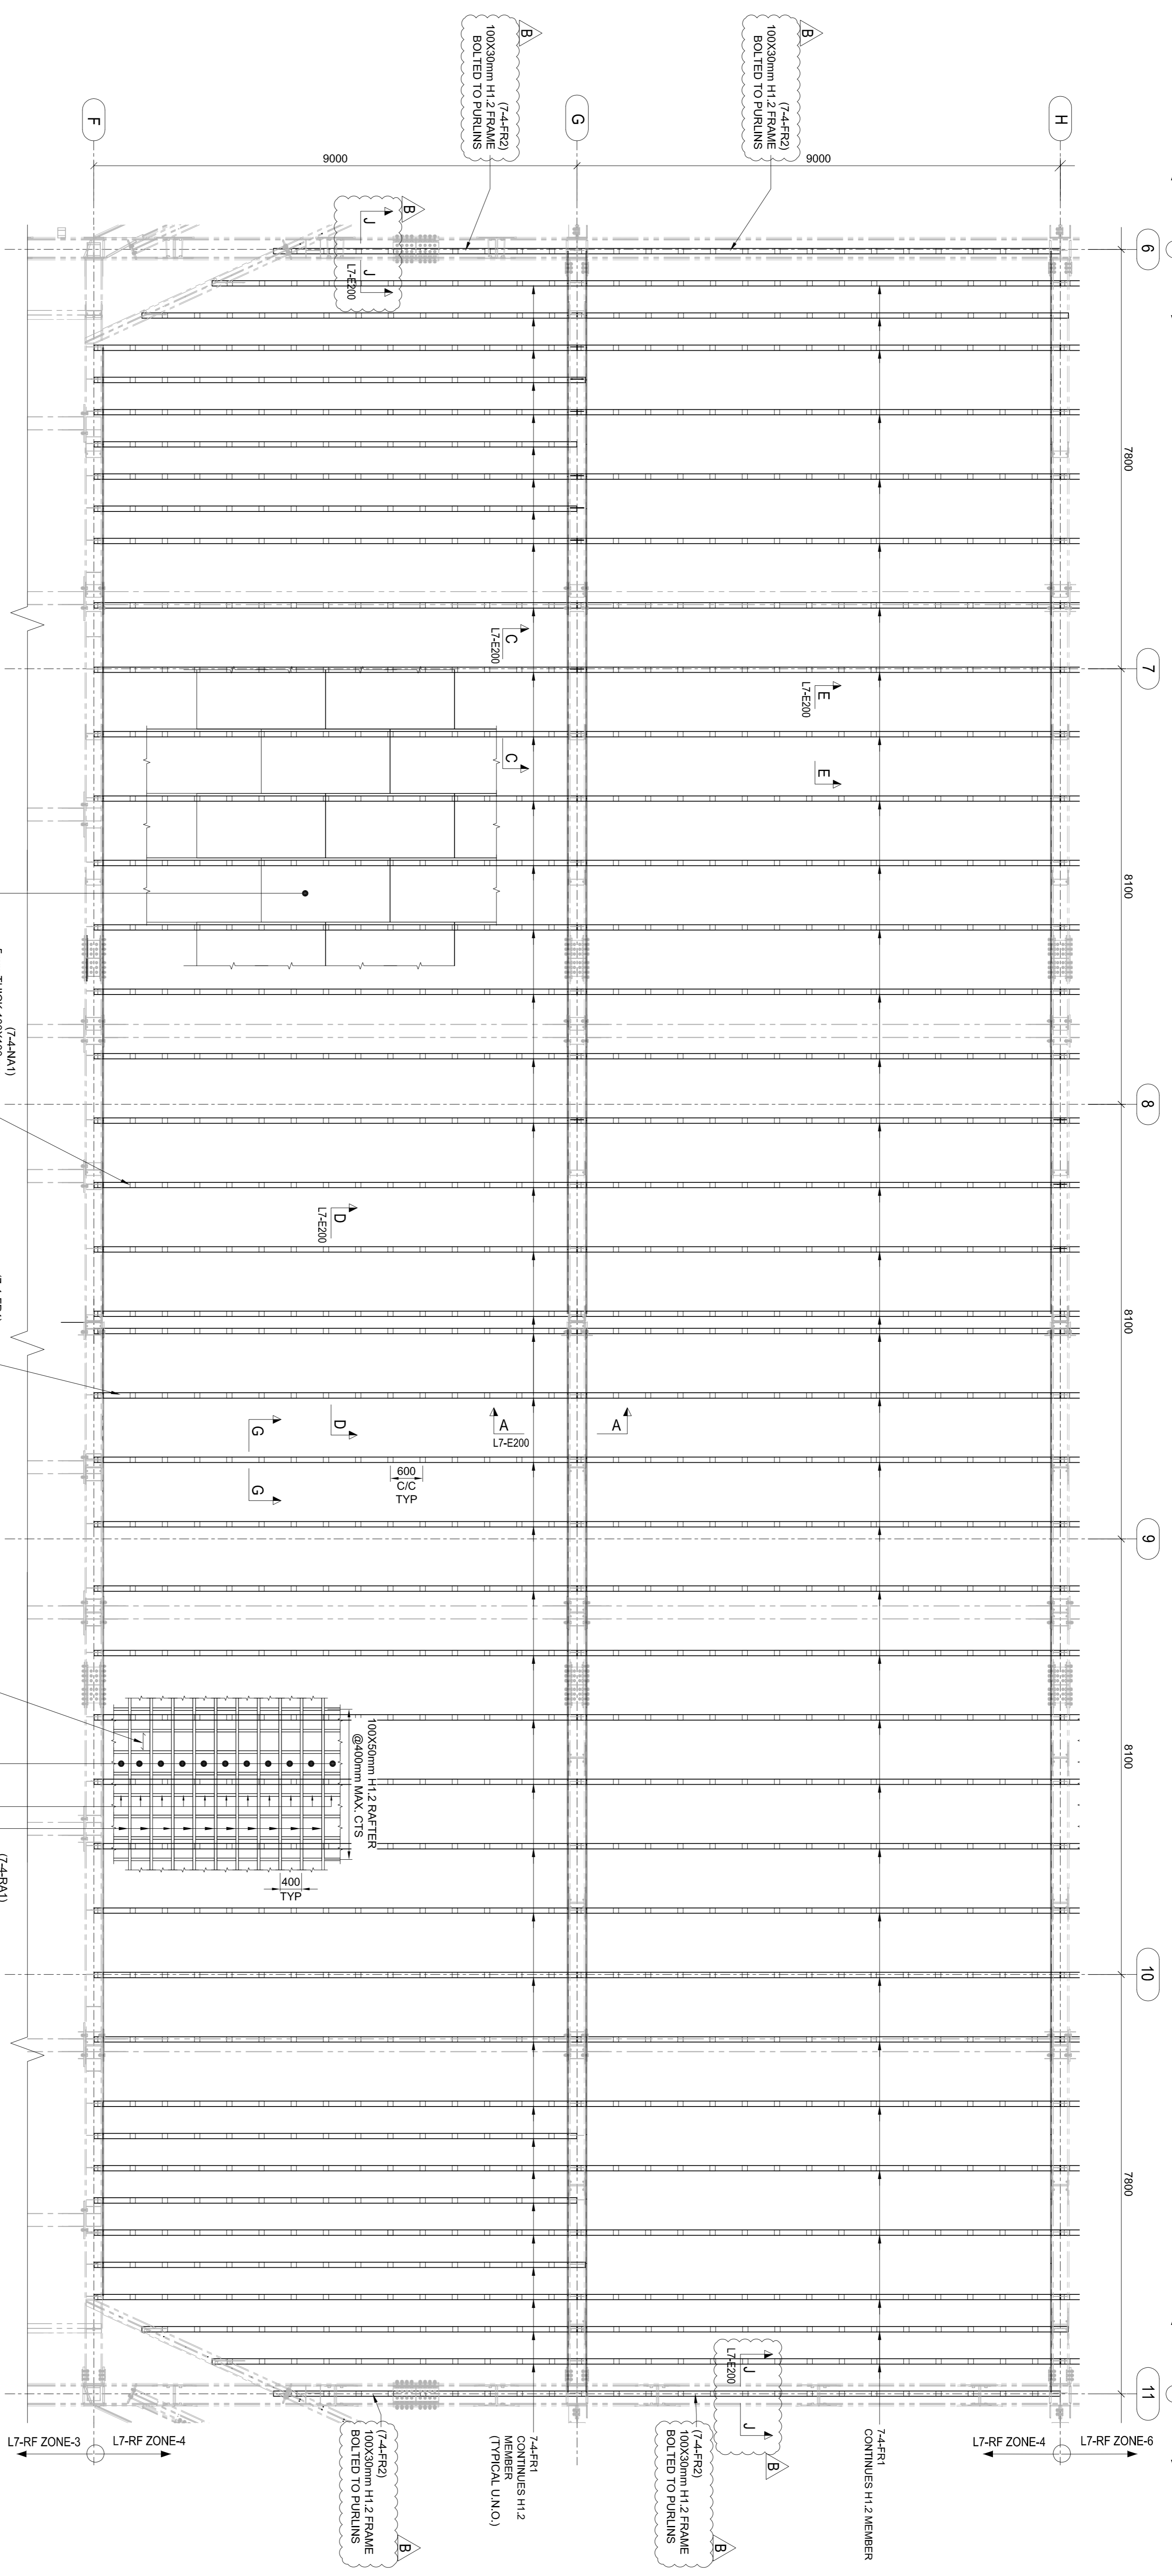 B
(7-4-FR2)
100X30mm H1.2 FRAME
BOLTED TO PURLINS
B
(7-4-FR2)
100X30mm H1.2 FRAME
BOLTED TO PURLINS
F
G
H
9000
9000
B
J
J
L7-E200
6
7800
7
8100
8
8100
9
8100
10
7800
11
C
L7-E200
C
E
L7-E200
E
(7-4-NA1)
D
L7-E200
D
G
G
A
L7-E200
A
600
C/C
TYP
100X50mm H1.2 RAFTER
@400mm MAX. CTS
400
TYP
(7-4-RA1)
J
L7-E200
J
B
(7-4-FR2)
100X30mm H1.2 FRAME
BOLTED TO PURLINS
B
7-4-FR1
CONTINUES H1.2
MEMBER
(TYPICAL U.N.O.)
(7-4-FR2)
100X30mm H1.2 FRAME
BOLTED TO PURLINS
B
7-4-FR1
CONTINUES H1.2 MEMBER
L7-RF ZONE-3
L7-RF ZONE-4
L7-RF ZONE-4
L7-RF ZONE-6